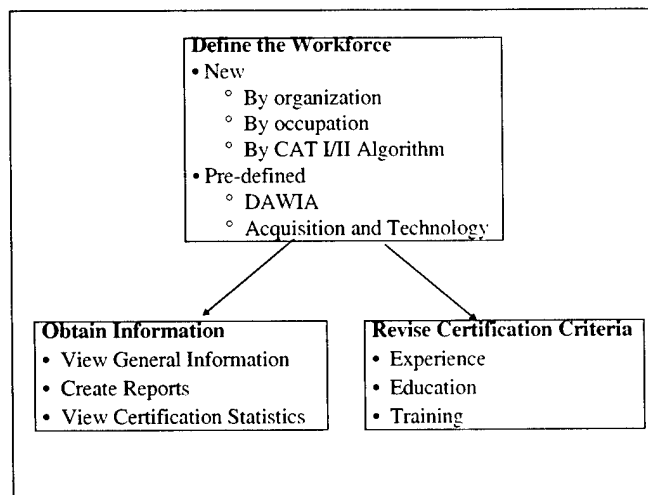 Define the Workforce
• New
° By organization
° By occupation
° By CAT I/II Algorithm
• Pre-defined
° DAWIA
° Acquisition and Technology
Obtain Information
• View General Information
• Create Reports
• View Certification Statistics
Revise Certification Criteria
• Experience
• Education
• Training